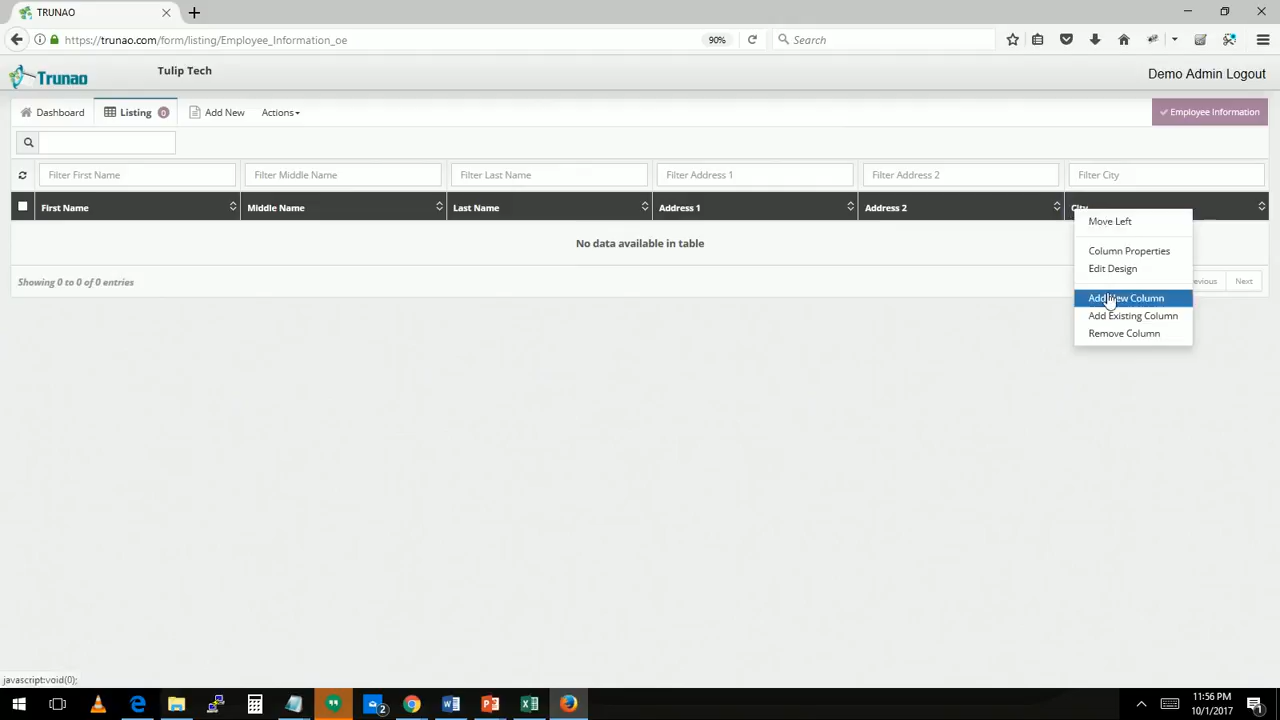 TRUNAO
https://trunao.com/form/listing/Employee_Information_oe
90%
Search
Trunao
Tulip Tech
Demo Admin Logout
Dashboard
Listing 0
Add New
Actions
Employee Information
Filter First Name
Filter Middle Name
Filter Last Name
Filter Address 1
Filter Address 2
Filter City
First Name
Middle Name
Last Name
Address 1
Address 2
City
Move Left
Column Properties
Edit Design
Add New Column
Add Existing Column
Remove Column
No data available in table
Showing 0 to 0 of 0 entries
Next
javascript:void(0);
2
11:56 PM
10/1/2017
1